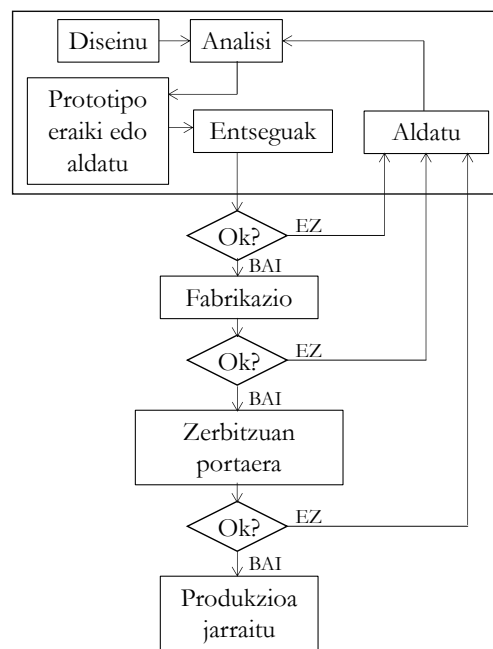 Diseinu
Analisi
Prototipo
eraiki edo
aldatu
Entseguak
Aldatu
Ok?
EZ
BAI
Fabrikazio
Ok?
EZ
BAI
Zerbitzuan
portaera
Ok?
EZ
BAI
Produkzioa
jarraitu